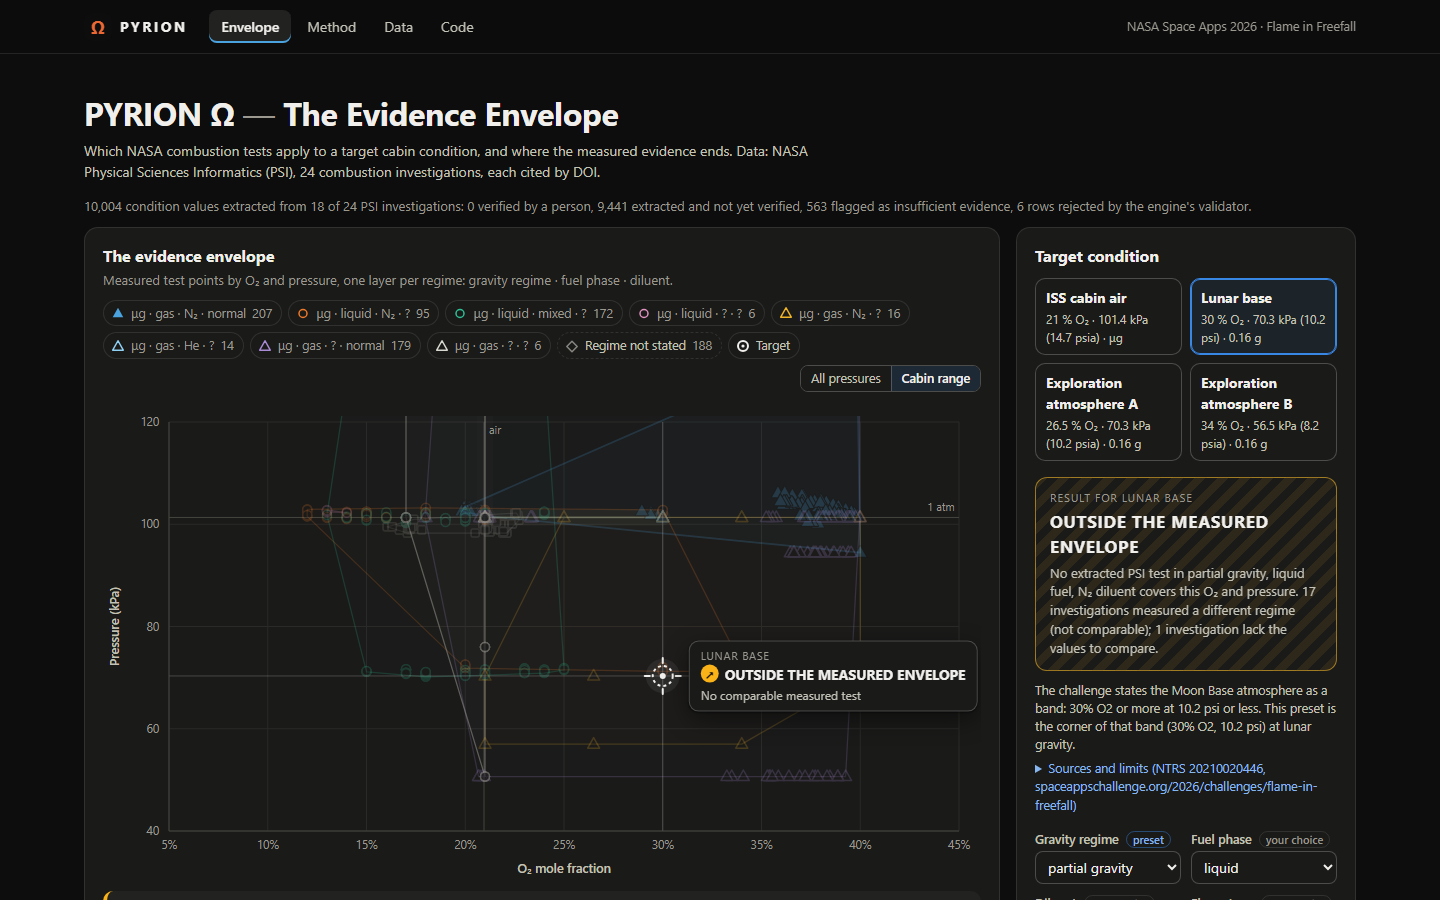 Ω PYRION Envelope Method Data Code NASA Space Apps 2026 · Flame in Freefall
PYRION Ω — The Evidence Envelope
Which NASA combustion tests apply to a target cabin condition, and where the measured evidence ends. Data: NASA
Physical Sciences Informatics (PSI), 24 combustion investigations, each cited by DOI.
10,004 condition values extracted from 18 of 24 PSI investigations: 0 verified by a person, 9,441 extracted and not yet verified, 563 flagged as insufficient evidence, 6 rows rejected by the engine's validator.
The evidence envelope
Measured test points by O₂ and pressure, one layer per regime: gravity regime · fuel phase · diluent.
µg · gas · N₂ · normal 207
µg · liquid · N₂ · ? 95
µg · liquid · mixed · ? 172
µg · liquid · ? · ? 6
µg · gas · N₂ · ? 16
µg · gas · He · ? 14
µg · gas · ? · normal 179
µg · gas · ? · ? 6
Regime not stated 188
Target
All pressures Cabin range
120
100
80
60
40
Pressure (kPa)
air
1 atm
LUNAR BASE
OUTSIDE THE MEASURED ENVELOPE
No comparable measured test
5% 10% 15% 20% 25% 30% 35% 40% 45%
O₂ mole fraction
Target condition
ISS cabin air
21 % O₂ · 101.4 kPa
(14.7 psia) · µg
Lunar base
30 % O₂ · 70.3 kPa (10.2
psi) · 0.16 g
Exploration
atmosphere A
26.5 % O₂ · 70.3 kPa
(10.2 psia) · 0.16 g
Exploration
atmosphere B
34 % O₂ · 56.5 kPa (8.2
psia) · 0.16 g
RESULT FOR LUNAR BASE
OUTSIDE THE MEASURED
ENVELOPE
No extracted PSI test in partial gravity, liquid
fuel, N₂ diluent covers this O₂ and pressure. 17
investigations measured a different regime
(not comparable); 1 investigation lack the
values to compare.
The challenge states the Moon Base atmosphere as a
band: 30% O2 or more at 10.2 psi or less. This preset is
the corner of that band (30% O2, 10.2 psi) at lunar
gravity.
Sources and limits (NTRS 20210020446,
spaceappschallenge.org/2026/challenges/flame-in-
freefall)
Gravity regime preset
partial gravity
Fuel phase your choice
liquid